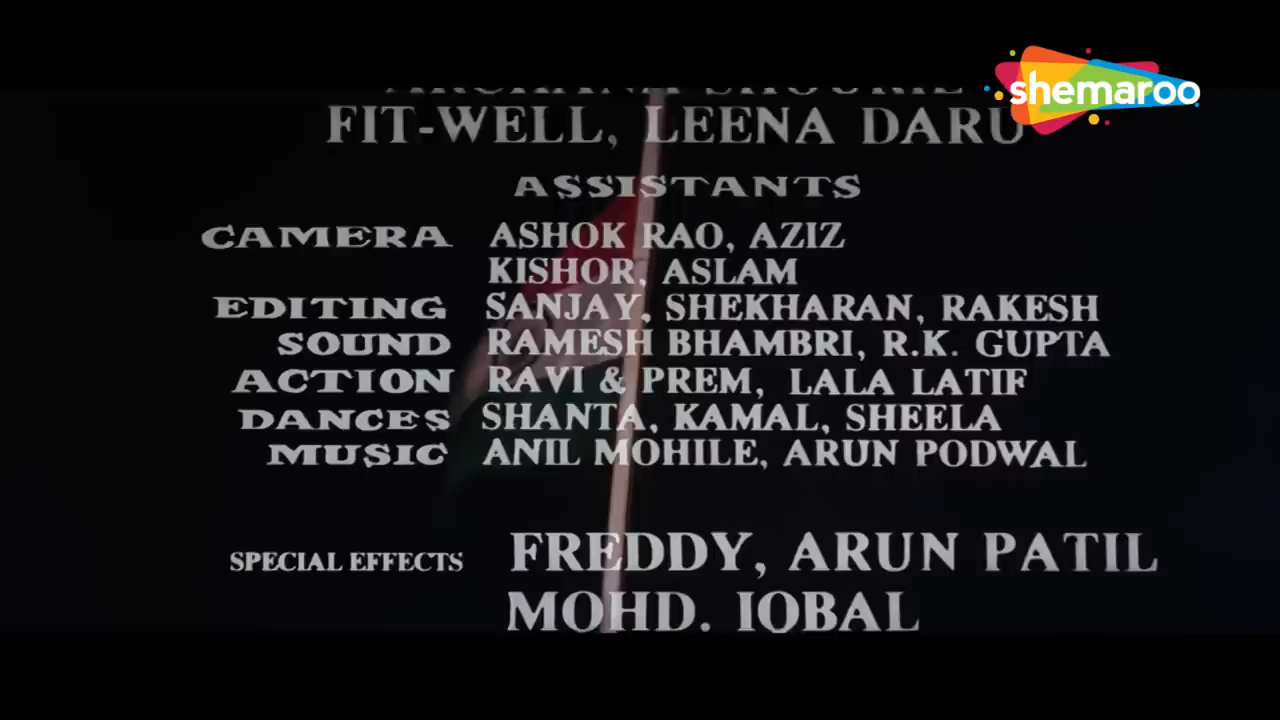 shemaroo
FIT-WELL, LEENA DARU
ASSISTANTS
CAMERA ASHOK RAO, AZIZ
KISHOR, ASLAM
EDITING SANJAY, SHEKHARAN, RAKESH
SOUND RAMESH BHAMBRI, R.K. GUPTA
ACTION RAVI & PREM, LALA LATIF
DANCES SHANTA, KAMAL, SHEELA
MUSIC ANIL MOHILE, ARUN PODWAL
SPECIAL EFFECTS FREDDY, ARUN PATIL
MOHD. IQBAL